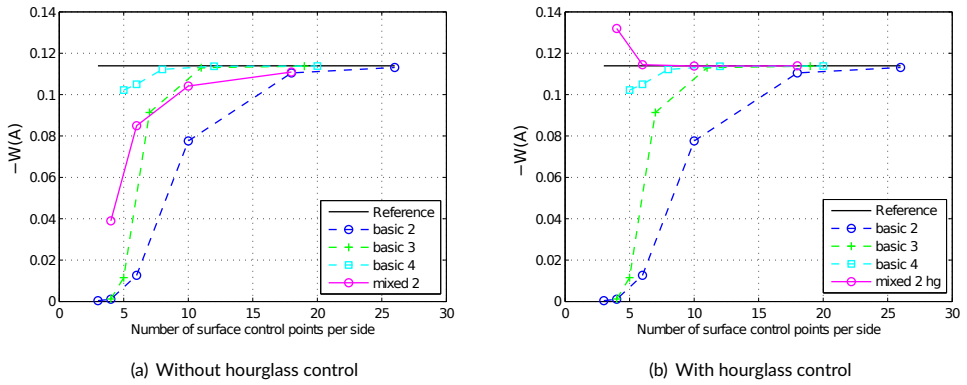 0.14
0.12
0.1
0.08
0.06
0.04
0.02
0
−W(A)
0 5 10 15 20 25 30
Number of surface control points per side
Reference
basic 2
basic 3
basic 4
mixed 2
(a) Without hourglass control
0.14
0.12
0.1
0.08
0.06
0.04
0.02
0
−W(A)
0 5 10 15 20 25 30
Number of surface control points per side
Reference
basic 2
basic 3
basic 4
mixed 2 hg
(b) With hourglass control